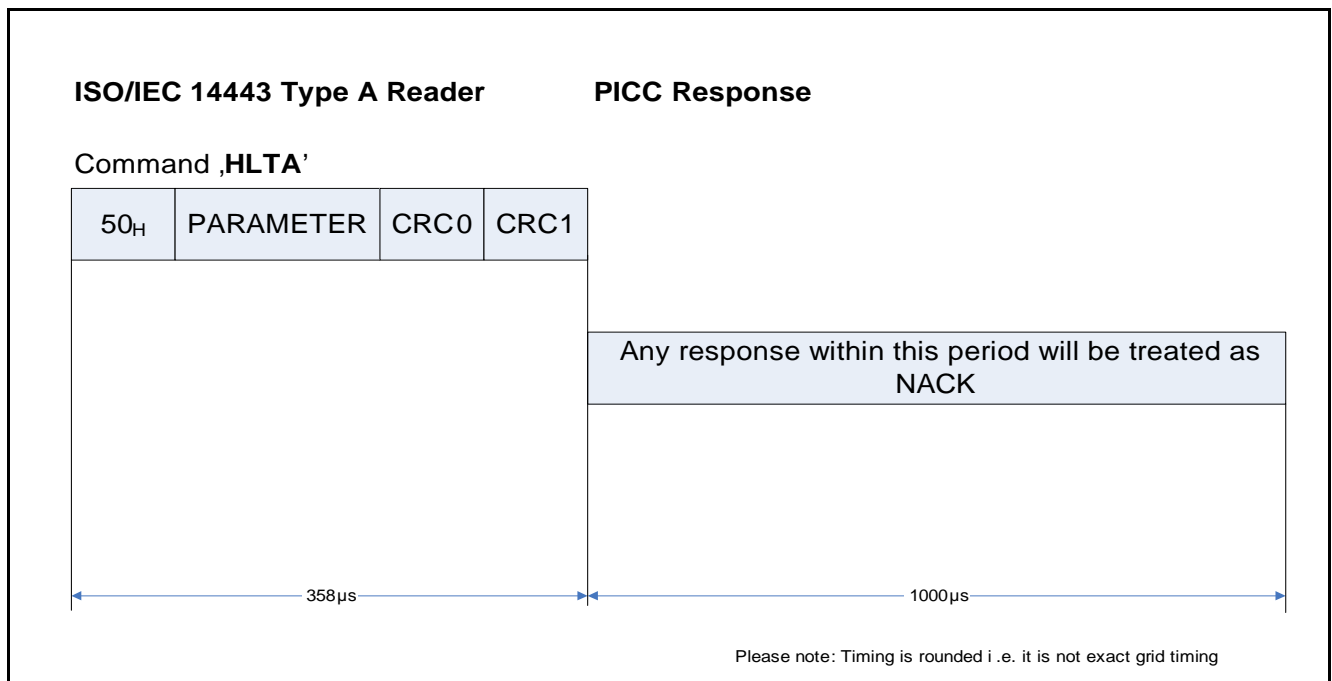 ISO/IEC 14443 Type A Reader
PICC Response
Command ‚HLTA’
50H
PARAMETER
CRC0
CRC1
Any response within this period will be treated as
NACK
358µs
1000µs
Please note: Timing is rounded i .e. it is not exact grid timing